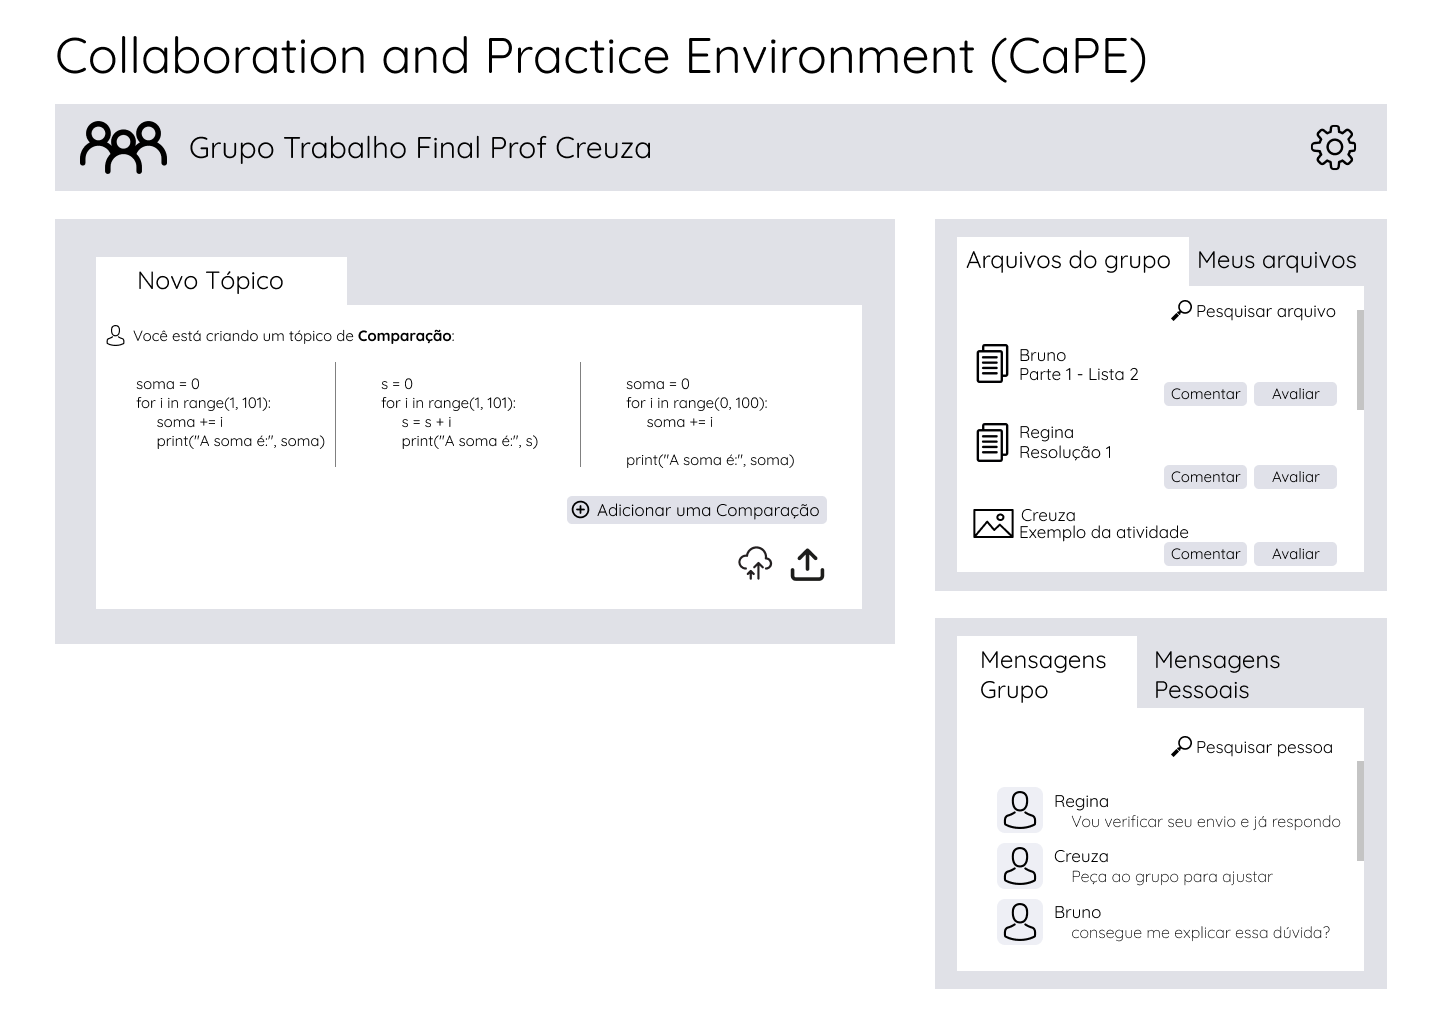 Collaboration and Practice Environment (CaPE)
Grupo Trabalho Final Prof Creuza
Novo Tópico
Você está criando um tópico de Comparação:
soma = 0
for i in range(1, 101):
soma += i
print("A soma é:", soma)
s = 0
for i in range(1, 101):
s = s + i
print("A soma é:", s)
soma = 0
for i in range(0, 100):
soma += i
print("A soma é:", soma)
Adicionar uma Comparação
Arquivos do grupo
Meus arquivos
Pesquisar arquivo
Bruno
Parte 1 - Lista 2
Comentar
Avaliar
Regina
Resolução 1
Comentar
Avaliar
Creuza
Exemplo da atividade
Comentar
Avaliar
Mensagens
Grupo
Mensagens
Pessoais
Pesquisar pessoa
Regina
Vou verificar seu envio e já respondo
Creuza
Peça ao grupo para ajustar
Bruno
consegue me explicar essa dúvida?